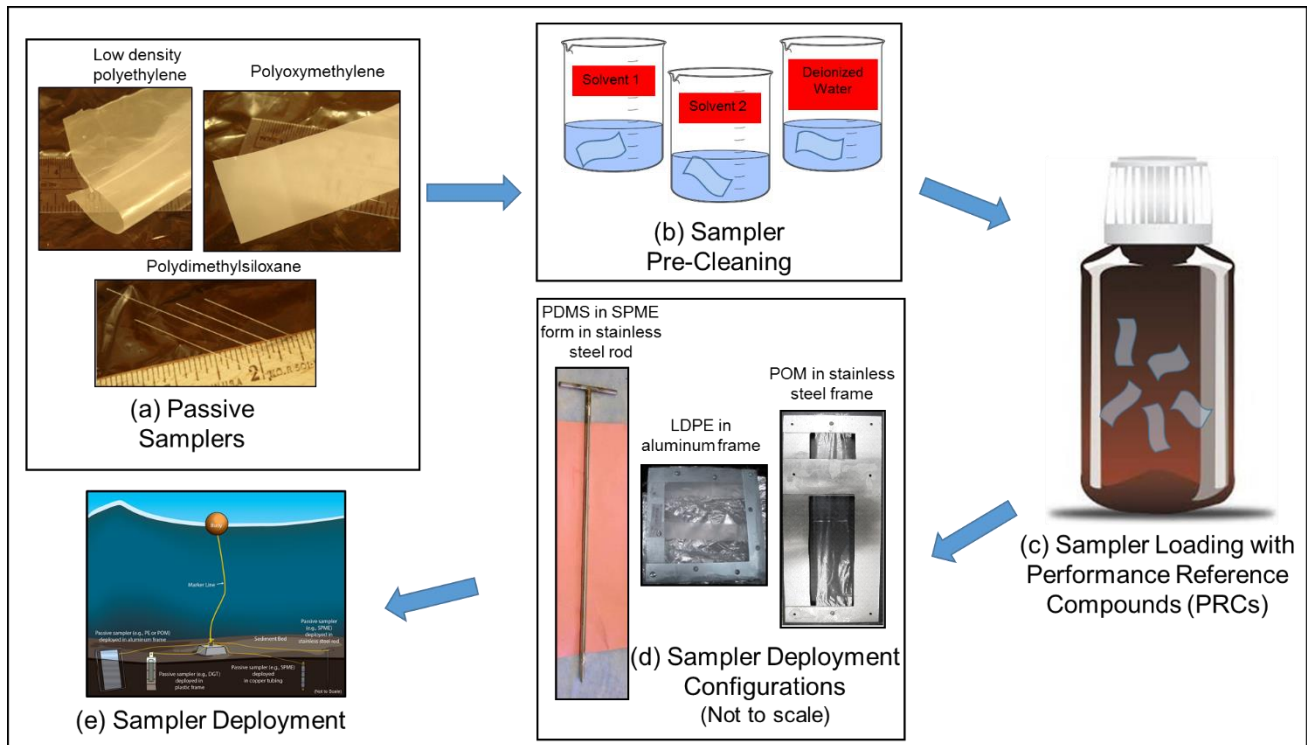 Low density
polyethylene
Polyoxymethylene
Polydimethylsiloxane
2
(a) Passive
Samplers
Solvent 1
Solvent 2
Deionized
Water
(b) Sampler
Pre-Cleaning
(c) Sampler Loading with
Performance Reference
Compounds (PRCs)
PDMS in SPME
form in stainless
steel rod
LDPE in
aluminum frame
POM in stainless
steel frame
(d) Sampler Deployment
Configurations
(Not to scale)
Buoy
Marker Line
Sediment Bed
Passive sampler (e.g., PE or POM)
deployed in aluminum frame
Passive sampler (e.g., DGT)
deployed in
plastic frame
Passive sampler (e.g., SPME)
deployed
in copper tubing
Passive sampler
(e.g., SPME)
deployed in
stainless steel rod
(Not to Scale)
(e) Sampler Deployment